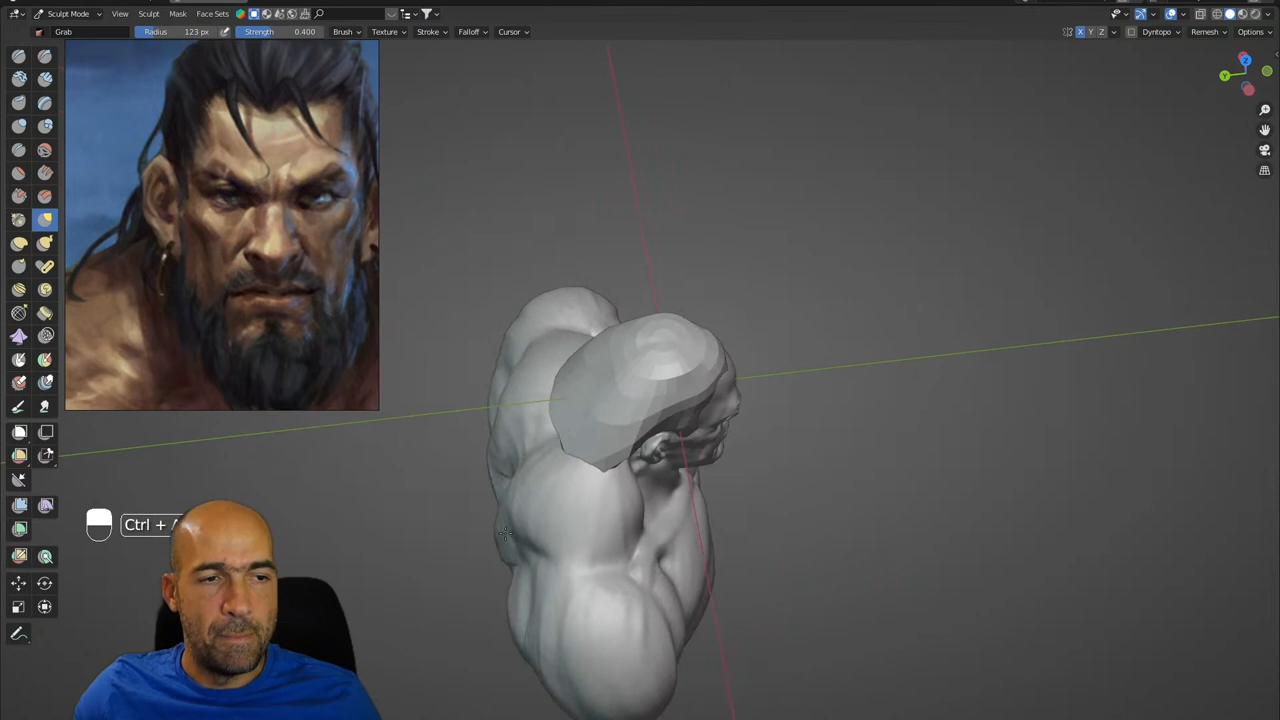 Sculpt Mode View Sculpt Mask Face Sets
Grab Radius 123 px Strength 0.400 Brush Texture Stroke Falloff Cursor X Y Z Dyntopo Remesh Options
Z
Y
Ctrl +